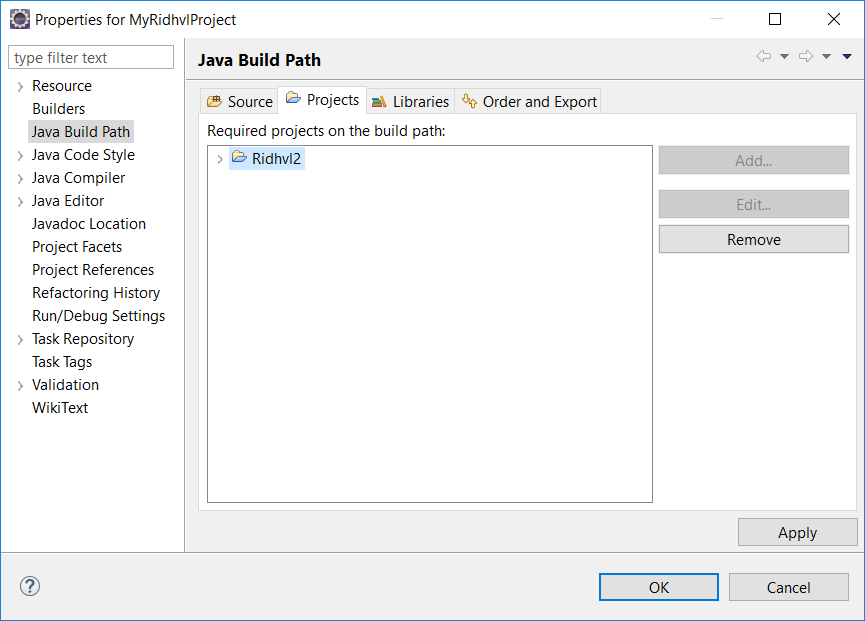 Properties for MyRidhvlProject
type filter text
Resource
Builders
Java Build Path
Java Code Style
Java Compiler
Java Editor
Javadoc Location
Project Facets
Project References
Refactoring History
Run/Debug Settings
Task Repository
Task Tags
Validation
WikiText
Java Build Path
Source Projects Libraries Order and Export
Required projects on the build path:
Ridhvl2
Add...
Edit...
Remove
Apply
?
OK Cancel